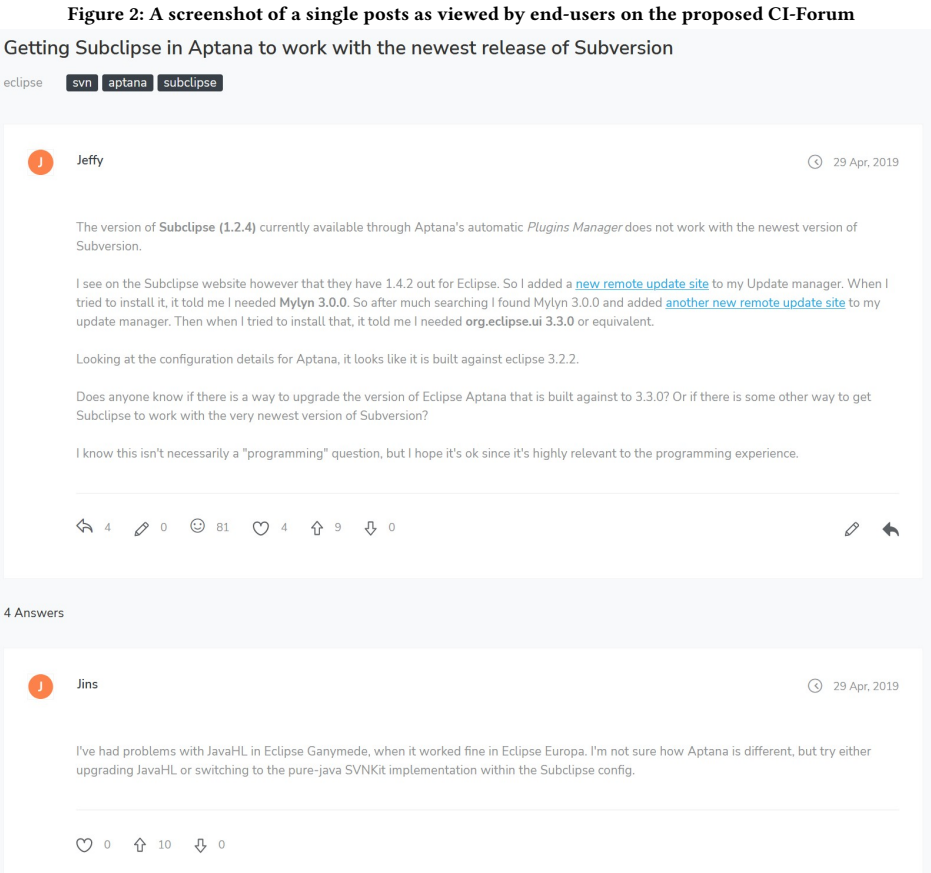 Figure 2: A screenshot of a single posts as viewed by end-users on the proposed CI-Forum
Getting Subclipse in Aptana to work with the newest release of Subversion
eclipse svn aptana subclipse
J Jeffy 29 Apr, 2019
The version of Subclipse (1.2.4) currently available through Aptana's automatic Plugins Manager does not work with the newest version of
Subversion.
I see on the Subclipse website however that they have 1.4.2 out for Eclipse. So I added a new remote update site to my Update manager. When I
tried to install it, it told me I needed Mylyn 3.0.0. So after much searching I found Mylyn 3.0.0 and added another new remote update site to my
update manager. Then when I tried to install that, it told me I needed org.eclipse.ui 3.3.0 or equivalent.
Looking at the configuration details for Aptana, it looks like it is built against eclipse 3.2.2.
Does anyone know if there is a way to upgrade the version of Eclipse Aptana that is built against to 3.3.0? Or if there is some other way to get
Subclipse to work with the very newest version of Subversion?
I know this isn't necessarily a "programming" question, but I hope it's ok since it's highly relevant to the programming experience.
4 0 81 4 9 0
4 Answers
J Jins 29 Apr, 2019
I've had problems with JavaHL in Eclipse Ganymede, when it worked fine in Eclipse Europa. I'm not sure how Aptana is different, but try either
upgrading JavaHL or switching to the pure-java SVNKit implementation within the Subclipse config.
0 10 0